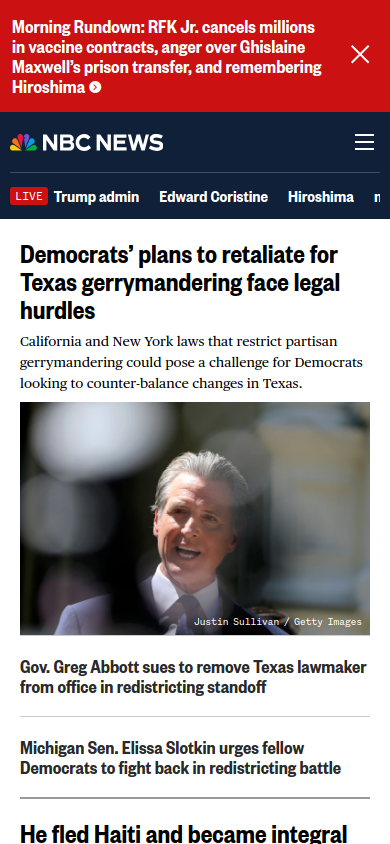 Morning Rundown: RFK Jr. cancels millions
in vaccine contracts, anger over Ghislaine
Maxwell's prison transfer, and remembering
Hiroshima
NBC NEWS
LIVE Trump admin Edward Coristine Hiroshima
Democrats' plans to retaliate for
Texas gerrymandering face legal
hurdles
California and New York laws that restrict partisan
gerrymandering could pose a challenge for Democrats
looking to counter-balance changes in Texas.
Justin Sullivan / Getty Images
Gov. Greg Abbott sues to remove Texas lawmaker
from office in redistricting standoff
Michigan Sen. Elissa Slotkin urges fellow
Democrats to fight back in redistricting battle
He fled Haiti and became integral